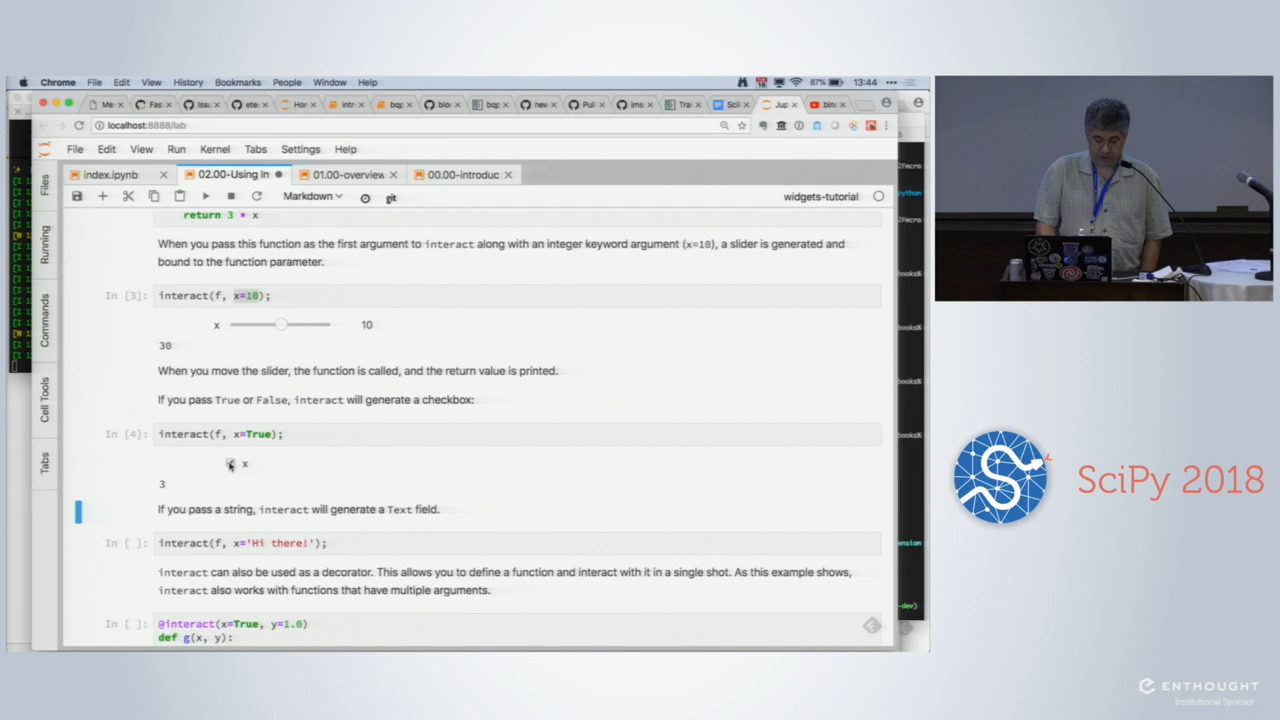 Chrome File Edit View History Bookmarks People Window Help 87% 13:44
localhost:8888/lab
File Edit View Run Kernel Tabs Settings Help
index.ipynb 02.00-Using In 01.00-overview 00.00-introduc
Markdown git widgets-tutorial
Files
Running
Commands
Cell Tools
Tabs
return 3 * x
When you pass this function as the first argument to interact along with an integer keyword argument (x=10), a slider is generated and
bound to the function parameter.
In [3]: interact(f, x=10);
x 10
30
When you move the slider, the function is called, and the return value is printed.
If you pass True or False, interact will generate a checkbox:
In [4]: interact(f, x=True);
x
3
If you pass a string, interact will generate a Text field.
In [ ]: interact(f, x='Hi there!');
interact can also be used as a decorator. This allows you to define a function and interact with it in a single shot. As this example shows,
interact also works with functions that have multiple arguments.
In [ ]: @interact(x=True, y=1.0)
def g(x, y):
SciPy 2018
ENTHOUGHT
Institutional Sponsor